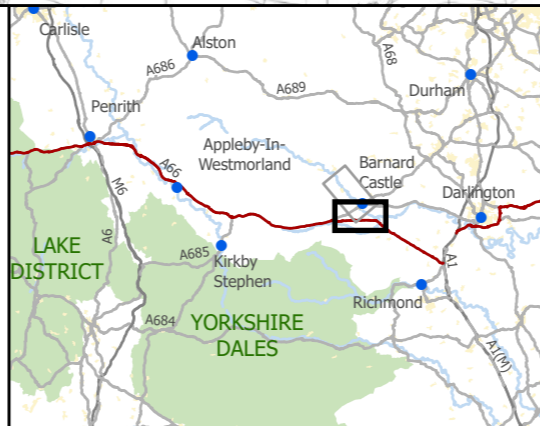 Carlisle
Alston
A68
A686
A689
Durham
Penrith
Appleby-In-
Westmorland
Barnard
Castle
A66
Darlington
M6
A6
LAKE
DISTRICT
A685
Kirkby
Stephen
A1
Richmond
A684
YORKSHIRE
DALES
A1(M)